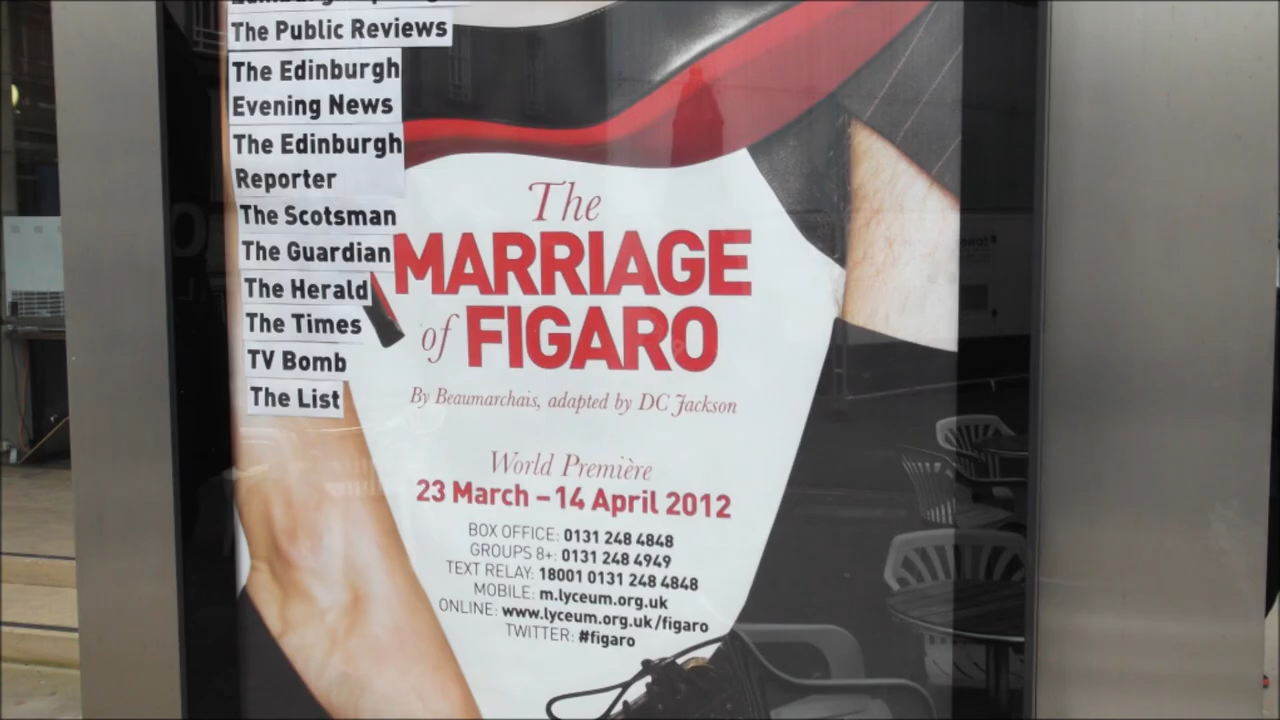 The Public Reviews
The Edinburgh
Evening News
The Edinburgh
Reporter
The Scotsman
The Guardian
The Herald
The Times
TV Bomb
The List
The
MARRIAGE
of FIGARO
By Beaumarchais, adapted by DC Jackson
World Première
23 March – 14 April 2012
BOX OFFICE: 0131 248 4848
GROUPS 8+: 0131 248 4949
TEXT RELAY: 18001 0131 248 4848
MOBILE: m.lyceum.org.uk
ONLINE: www.lyceum.org.uk/figaro
TWITTER: #figaro